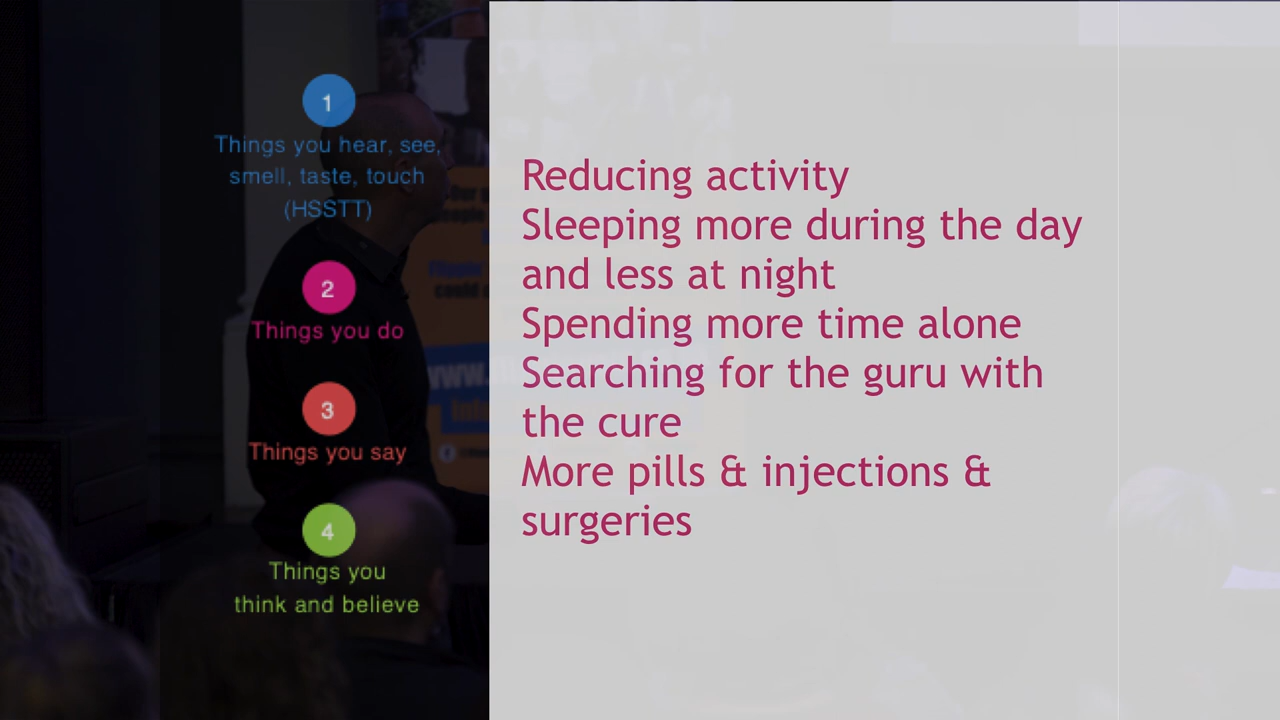 1
Things you hear, see,
smell, taste, touch
(HSSTT)
2
Things you do
3
Things you say
4
Things you
think and believe
Reducing activity
Sleeping more during the day
and less at night
Spending more time alone
Searching for the guru with
the cure
More pills & injections &
surgeries